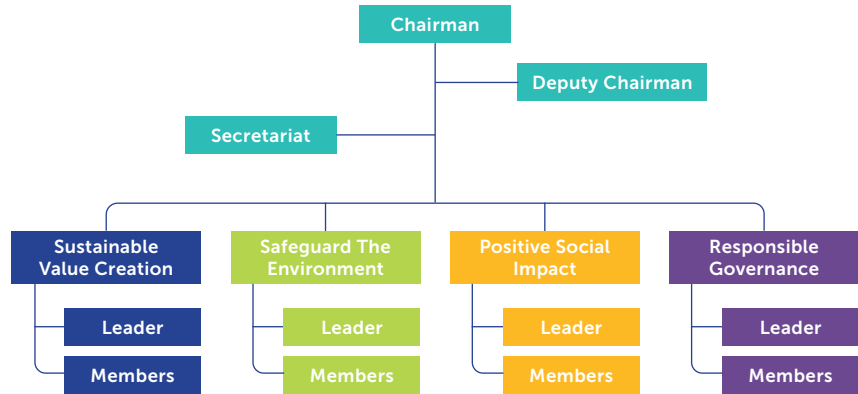 Chairman
Deputy Chairman
Secretariat
Sustainable
Value Creation
Leader
Members
Safeguard The
Environment
Leader
Members
Positive Social
Impact
Leader
Members
Responsible
Governance
Leader
Members